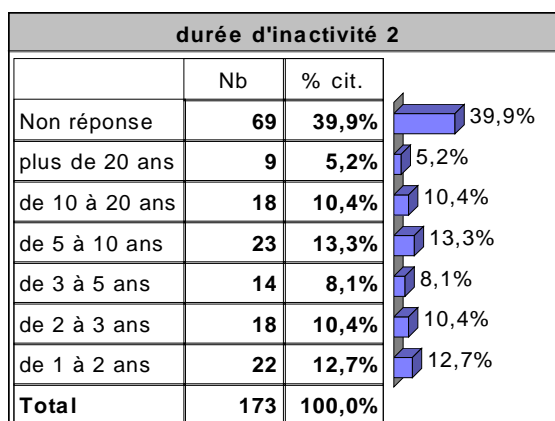 durée d'inactivité 2
Nb % cit.
Non réponse 69 39,9% 39,9%
plus de 20 ans 9 5,2% 5,2%
de 10 à 20 ans 18 10,4% 10,4%
de 5 à 10 ans 23 13,3% 13,3%
de 3 à 5 ans 14 8,1% 8,1%
de 2 à 3 ans 18 10,4% 10,4%
de 1 à 2 ans 22 12,7% 12,7%
Total 173 100,0%